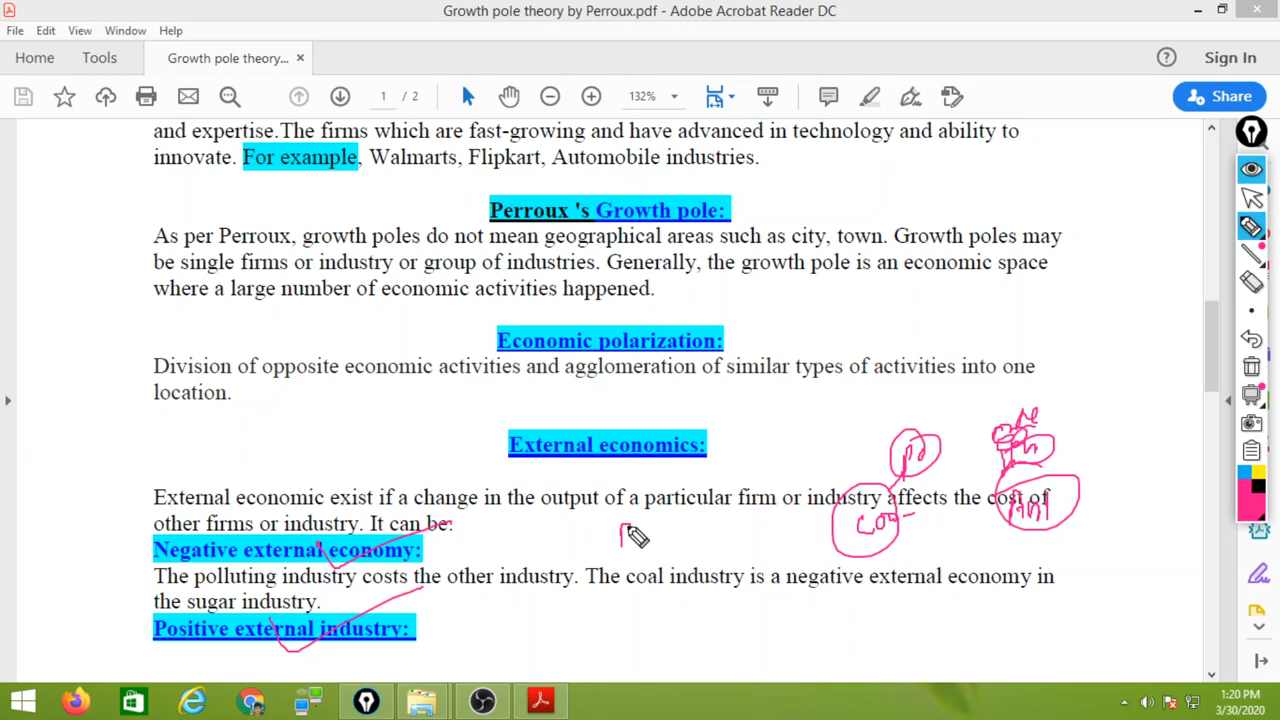 Growth pole theory by Perroux.pdf - Adobe Acrobat Reader DC
File Edit View Window Help
Home Tools Growth pole theory... × Sign In
1 / 2 132% Share
and expertise.The firms which are fast-growing and have advanced in technology and ability to
innovate. For example, Walmarts, Flipkart, Automobile industries.
Perroux 's Growth pole:
As per Perroux, growth poles do not mean geographical areas such as city, town. Growth poles may
be single firms or industry or group of industries. Generally, the growth pole is an economic space
where a large number of economic activities happened.
Economic polarization:
Division of opposite economic activities and agglomeration of similar types of activities into one
location.
External economics:
External economic exist if a change in the output of a particular firm or industry affects the cost of
other firms or industry. It can be:
Negative external economy:
The polluting industry costs the other industry. The coal industry is a negative external economy in
the sugar industry.
Positive external industry:
1:20 PM
3/30/2020